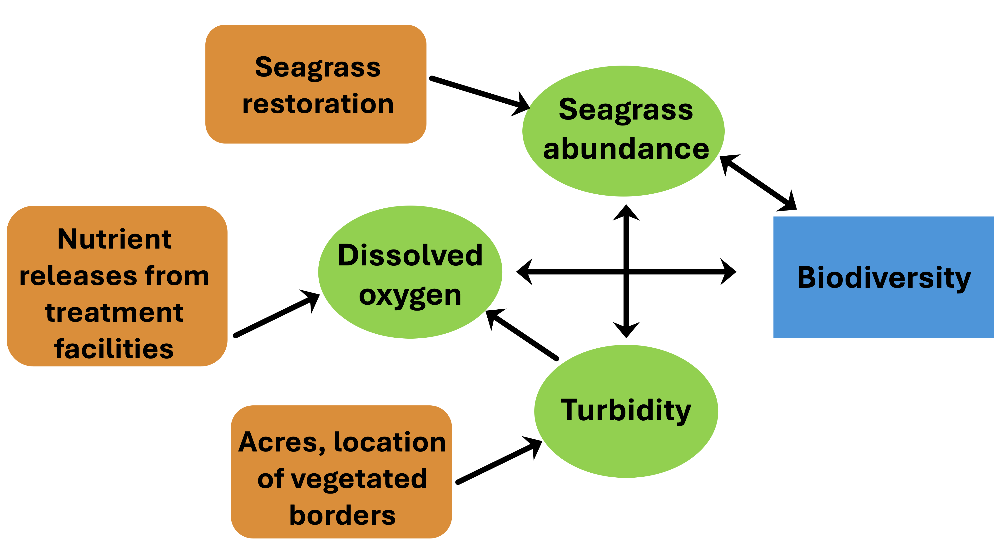 Seagrass
restoration
Seagrass
abundance
Nutrient
releases from
treatment
facilities
Dissolved
oxygen
Biodiversity
Turbidity
Acres, location
of vegetated
borders